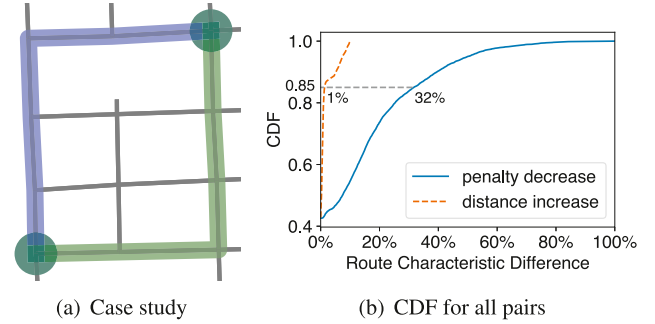 1.0
0.85
0.8
0.6
0.4
CDF
1%
32%
penalty decrease
distance increase
0% 20% 40% 60% 80% 100%
Route Characteristic Difference
(a) Case study
(b) CDF for all pairs